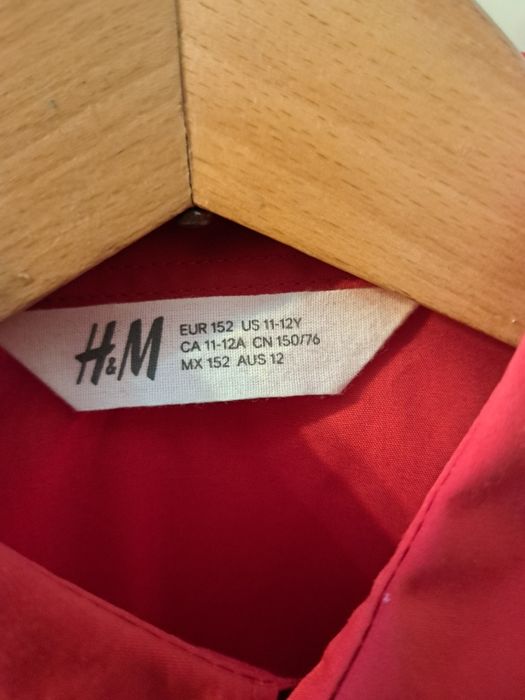 H&M
EUR 152 US 11-12Y
CA 11-12A CN 150/76
MX 152 AUS 12